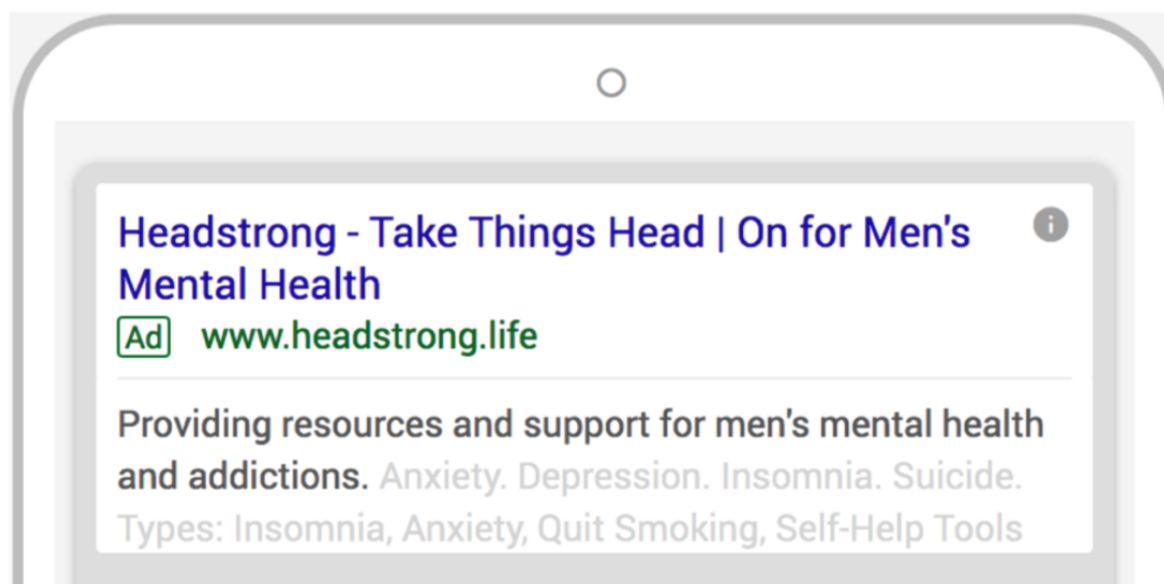 Headstrong - Take Things Head | On for Men's
Mental Health
Ad www.headstrong.life
Providing resources and support for men's mental health
and addictions. Anxiety. Depression. Insomnia. Suicide.
Types: Insomnia, Anxiety, Quit Smoking, Self-Help Tools